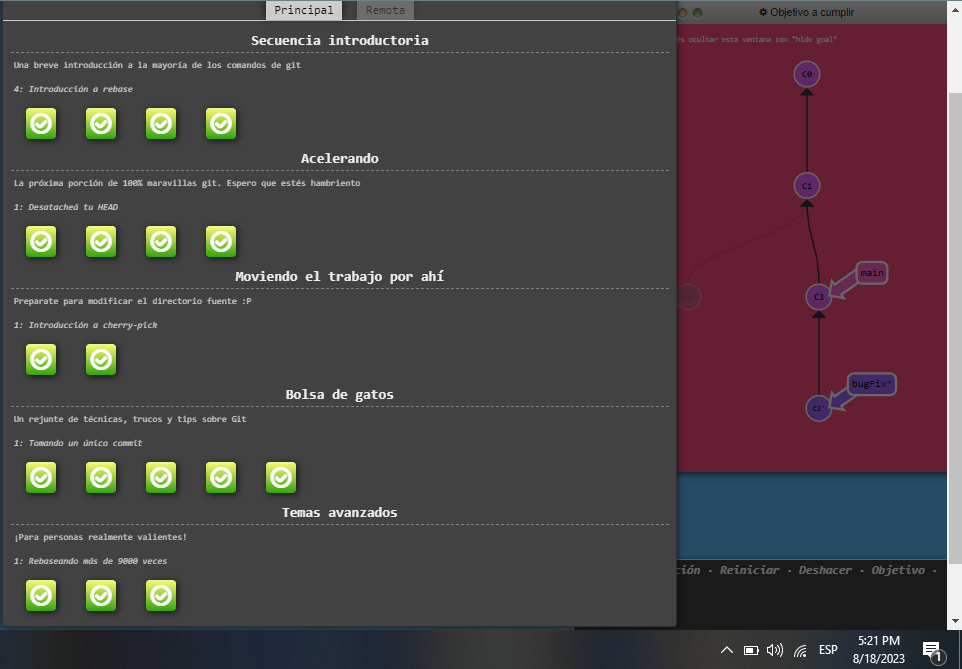 Principal
Remota
Objetivo a cumplir
Secuencia introductoria
és ocultar esta ventana con "hide goal"
Una breve introducción a la mayoría de los comandos de git
4: Introducción a rebase
Acelerando
La próxima porción de 100% maravillas git. Espero que estés hambriento
1: Desatacheá tu HEAD
Moviendo el trabajo por ahí
Preparate para modificar el directorio fuente :P
1: Introducción a cherry-pick
Bolsa de gatos
Un rejunte de técnicas, trucos y tips sobre Git
1: Tomando un único commit
Temas avanzados
¡Para personas realmente valientes!
1: Rebaseando más de 9000 veces
C0
C1
C3
main
bugFix*
C2'
ción · Reiniciar · Deshacer · Objetivo ·
ESP
5:21 PM
8/18/2023
1